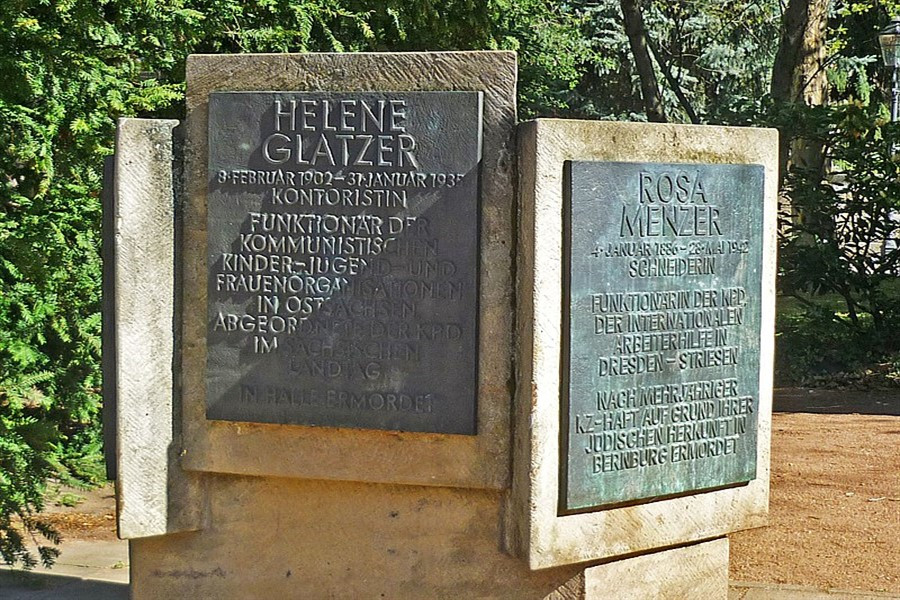 HELENE
GLATZER
8·FEBRUAR 1902–31·JANUAR 1935
KONTORISTIN
FUNKTIONÄR DER
KOMMUNISTISCHEN
KINDER–JUGEND–UND
FRAUENORGANISATIONEN
IN OSTSACHSEN
ABGEORDNETE DER KPD
IM SÄCHSISCHEN
LANDTAG
IN HALLE ERMORDET
ROSA
MENZER
4·JANUAR 1886–28·MAI 1942
SCHNEIDERIN
FUNKTIONÄRIN DER KPD
DER INTERNATIONALEN
ARBEITERHILFE IN
DRESDEN–STRIESEN
NACH MEHRJÄHRIGER
KZ–HAFT AUF GRUND IHRER
JÜDISCHEN HERKUNFT IN
BERNBURG ERMORDET